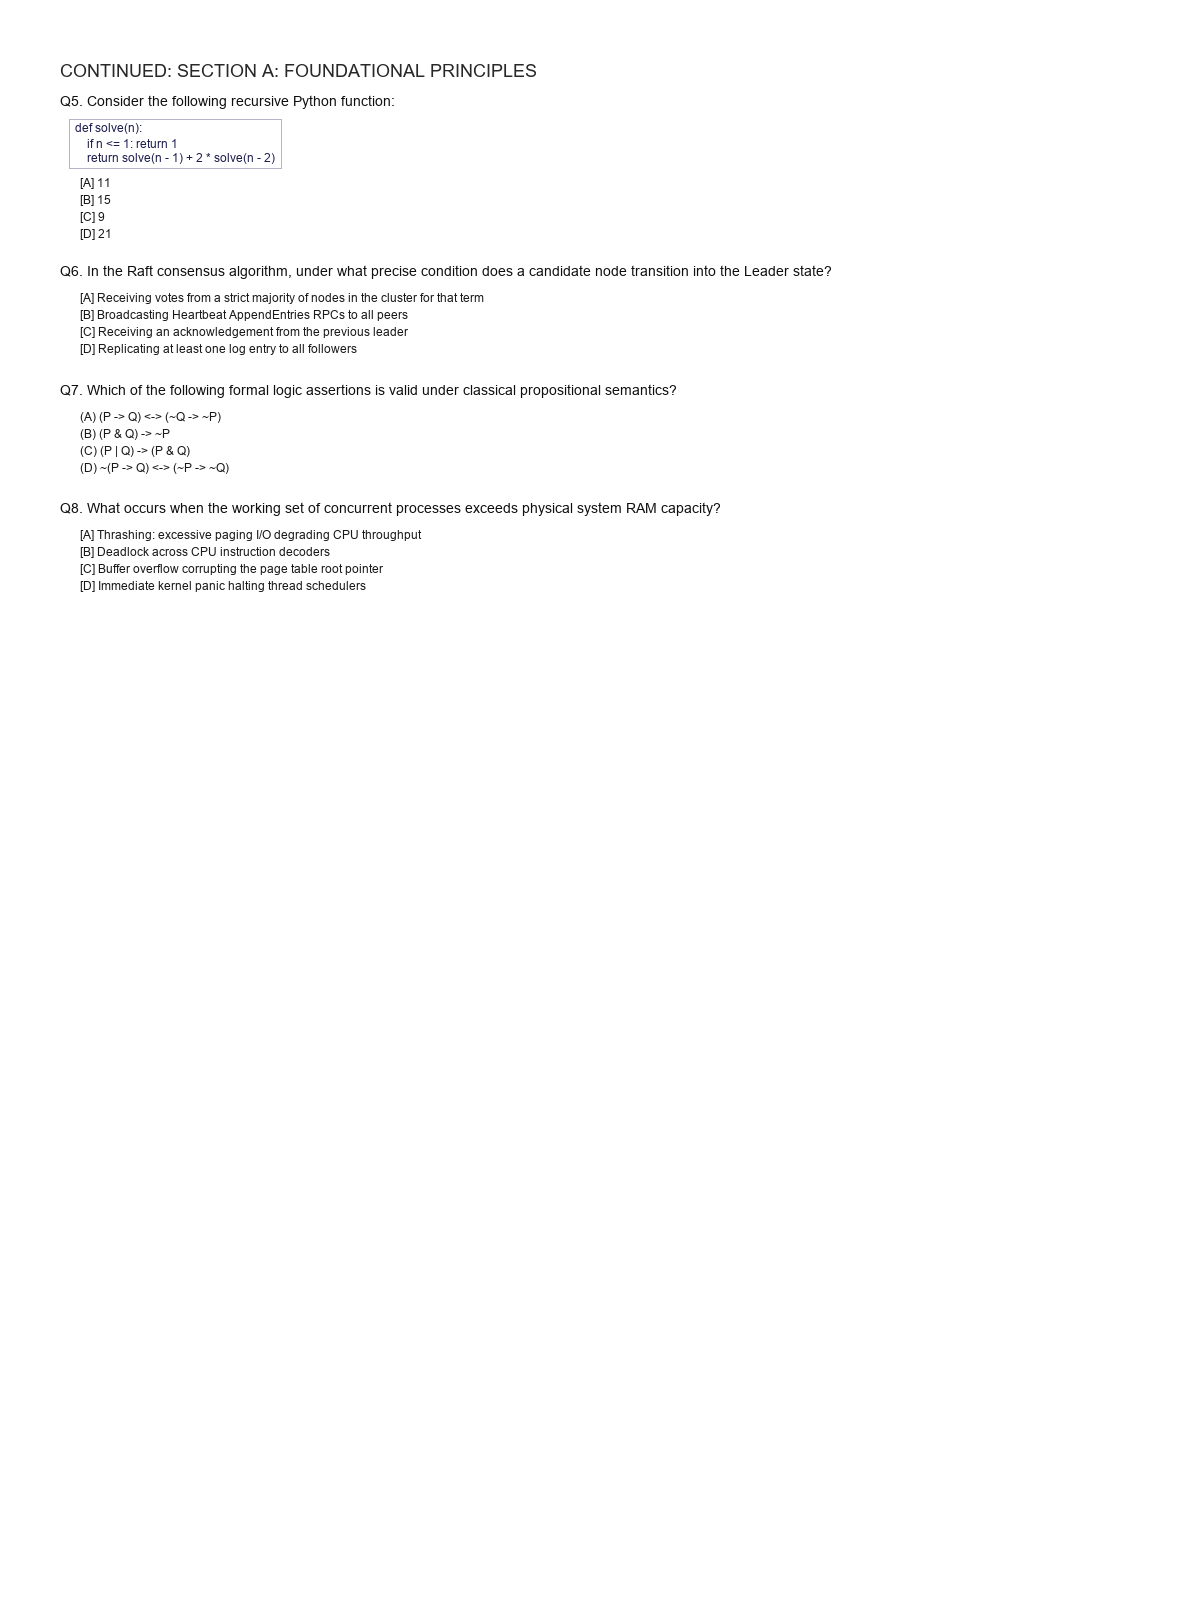 CONTINUED: SECTION A: FOUNDATIONAL PRINCIPLES
Q5. Consider the following recursive Python function:
def solve(n):
    if n <= 1: return 1
    return solve(n - 1) + 2 * solve(n - 2)
[A] 11
[B] 15
[C] 9
[D] 21
Q6. In the Raft consensus algorithm, under what precise condition does a candidate node transition into the Leader state?
[A] Receiving votes from a strict majority of nodes in the cluster for that term
[B] Broadcasting Heartbeat AppendEntries RPCs to all peers
[C] Receiving an acknowledgement from the previous leader
[D] Replicating at least one log entry to all followers
Q7. Which of the following formal logic assertions is valid under classical propositional semantics?
(A) (P -> Q) <-> (~Q -> ~P)
(B) (P & Q) -> ~P
(C) (P | Q) -> (P & Q)
(D) ~(P -> Q) <-> (~P -> ~Q)
Q8. What occurs when the working set of concurrent processes exceeds physical system RAM capacity?
[A] Thrashing: excessive paging I/O degrading CPU throughput
[B] Deadlock across CPU instruction decoders
[C] Buffer overflow corrupting the page table root pointer
[D] Immediate kernel panic halting thread schedulers